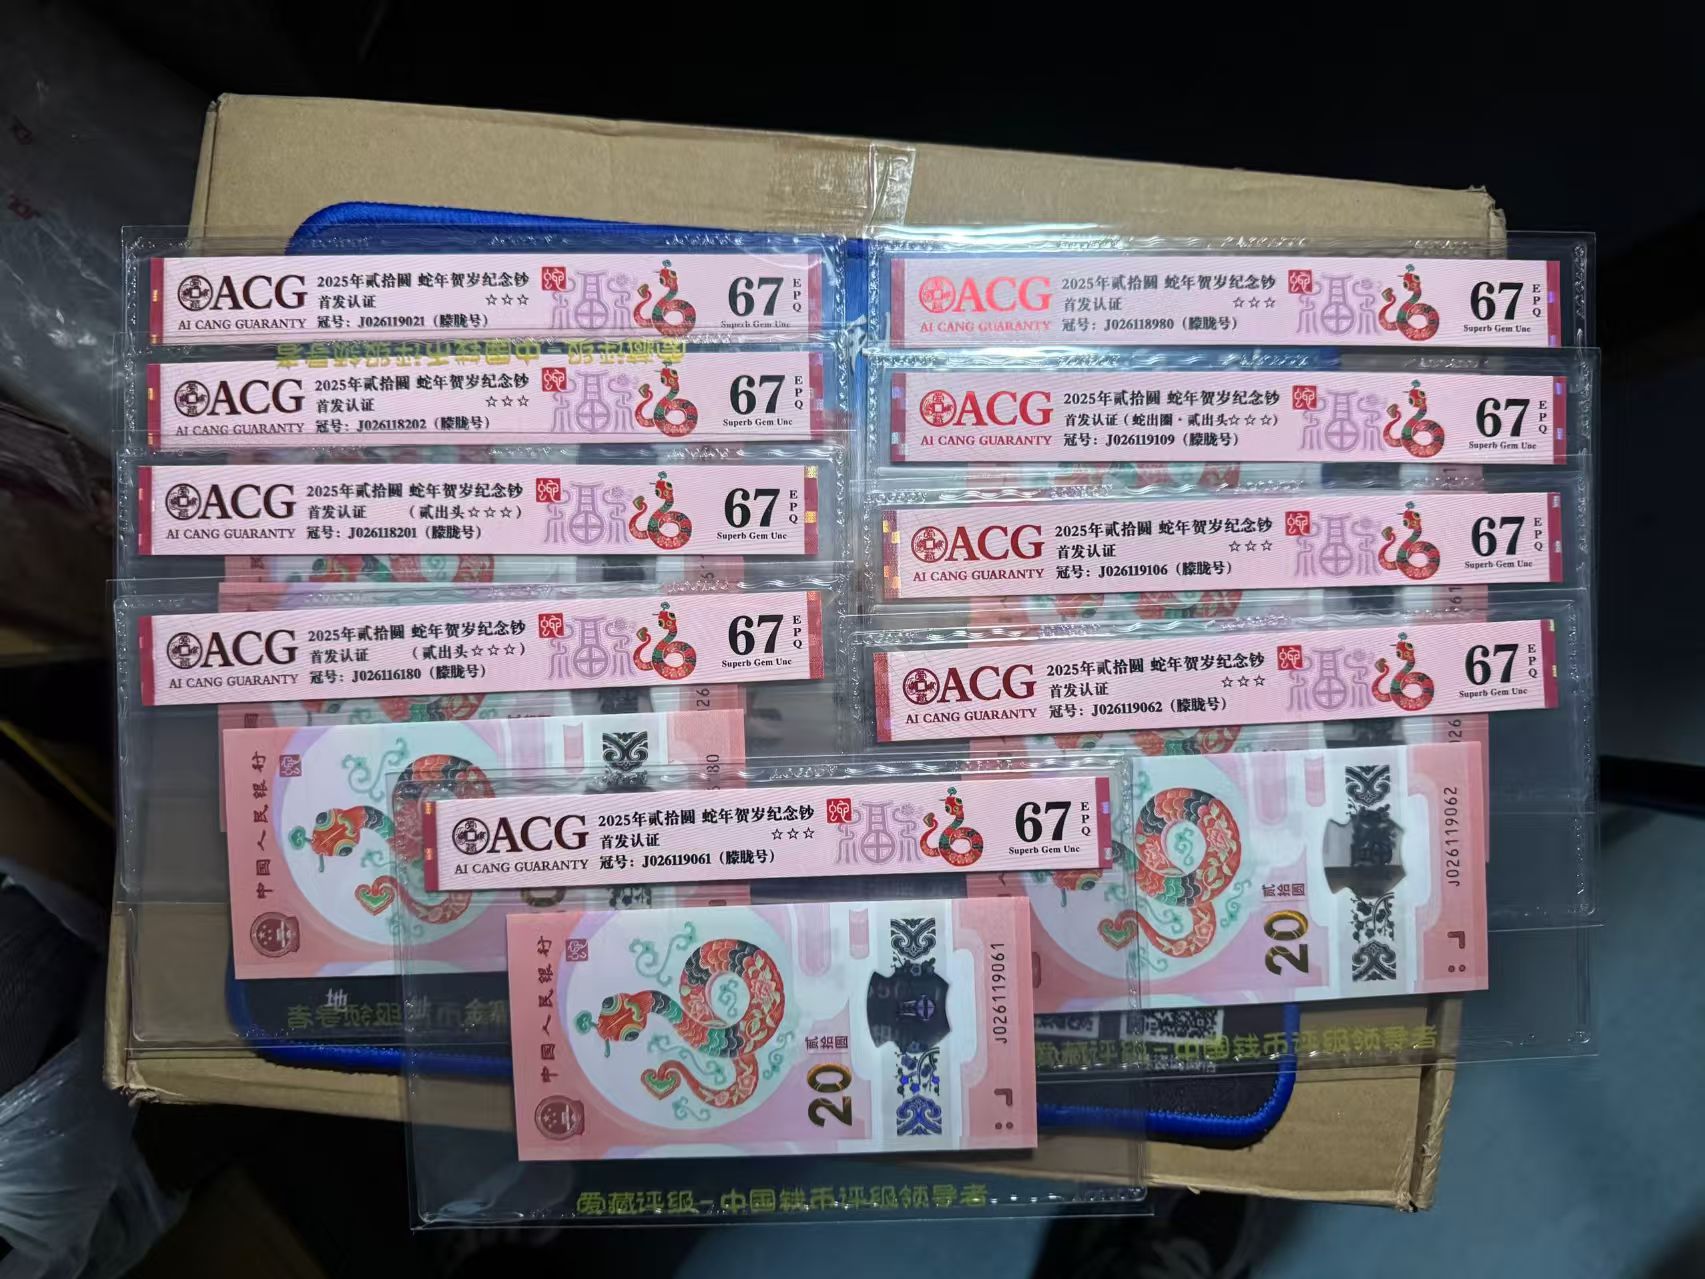 ACG
AI CANG GUARANTY
2025年贰拾圆 蛇年贺岁纪念钞
首发认证 ☆☆☆
冠号：J026119021（朦胧号）
67
EPQ
Superb Gem Unc
ACG
AI CANG GUARANTY
2025年贰拾圆 蛇年贺岁纪念钞
首发认证 ☆☆☆
冠号：J026118980（朦胧号）
67
EPQ
Superb Gem Unc
ACG
AI CANG GUARANTY
2025年贰拾圆 蛇年贺岁纪念钞
首发认证 ☆☆☆
冠号：J026118202（朦胧号）
67
EPQ
Superb Gem Unc
ACG
AI CANG GUARANTY
2025年贰拾圆 蛇年贺岁纪念钞
首发认证（蛇出圈·贰出头☆☆☆）
冠号：J026119109（朦胧号）
67
EPQ
Superb Gem Unc
ACG
AI CANG GUARANTY
2025年贰拾圆 蛇年贺岁纪念钞
首发认证 （贰出头☆☆☆）
冠号：J026118201（朦胧号）
67
EPQ
Superb Gem Unc
ACG
AI CANG GUARANTY
2025年贰拾圆 蛇年贺岁纪念钞
首发认证 ☆☆☆
冠号：J026119106（朦胧号）
67
EPQ
Superb Gem Unc
ACG
AI CANG GUARANTY
2025年贰拾圆 蛇年贺岁纪念钞
首发认证 （贰出头☆☆☆）
冠号：J026116180（朦胧号）
67
EPQ
Superb Gem Unc
ACG
AI CANG GUARANTY
2025年贰拾圆 蛇年贺岁纪念钞
首发认证 ☆☆☆
冠号：J026119062（朦胧号）
67
EPQ
Superb Gem Unc
中国人民银行
80
贰拾圆
20
J026119062
ACG
AI CANG GUARANTY
2025年贰拾圆 蛇年贺岁纪念钞
首发认证 ☆☆☆
冠号：J026119061（朦胧号）
67
EPQ
Superb Gem Unc
中国人民银行
贰拾圆
20
J026119061
爱藏评级-中国钱币评级领导者
爱藏评级-中国钱币评级领导者